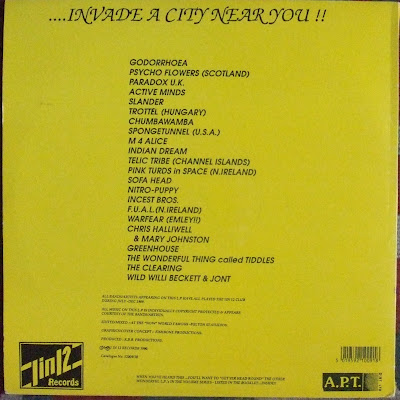 ....INVADE A CITY NEAR YOU !!
GODORRHOEA
PSYCHO FLOWERS (SCOTLAND)
PARADOX U.K.
ACTIVE MINDS
SLANDER
TROTTEL (HUNGARY)
CHUMBAWAMBA
SPONGETUNNEL (U.S.A.)
M 4 ALICE
INDIAN DREAM
TELIC TRIBE (CHANNEL ISLANDS)
PINK TURDS in SPACE (N.IRELAND)
SOFA HEAD
NITRO-PUPPY
INCEST BROS.
F.U.A.L.(N.IRELAND)
WARFEAR (EMLEY!!)
CHRIS HALLIWELL
& MARY JOHNSTON
GREENHOUSE
THE WONDERFUL THING called TIDDLES
THE CLEARING
WILD WILLI BECKETT & JONT
1in12
Records
A.P.T.